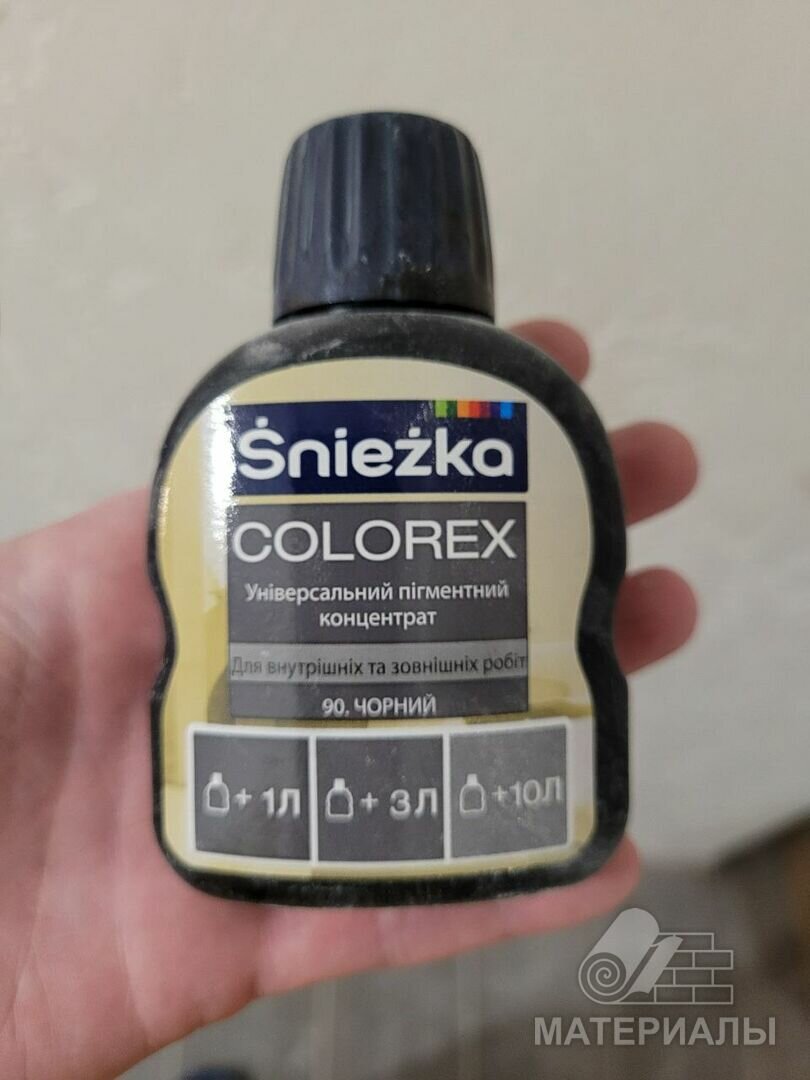 Śnieżka
COLOREX
Універсальний пігментний
концентрат
Для внутрішніх та зовнішніх робіт
90. ЧОРНИЙ
+ 1Л
+ 3Л
+10Л
МАТЕРИАЛЫ